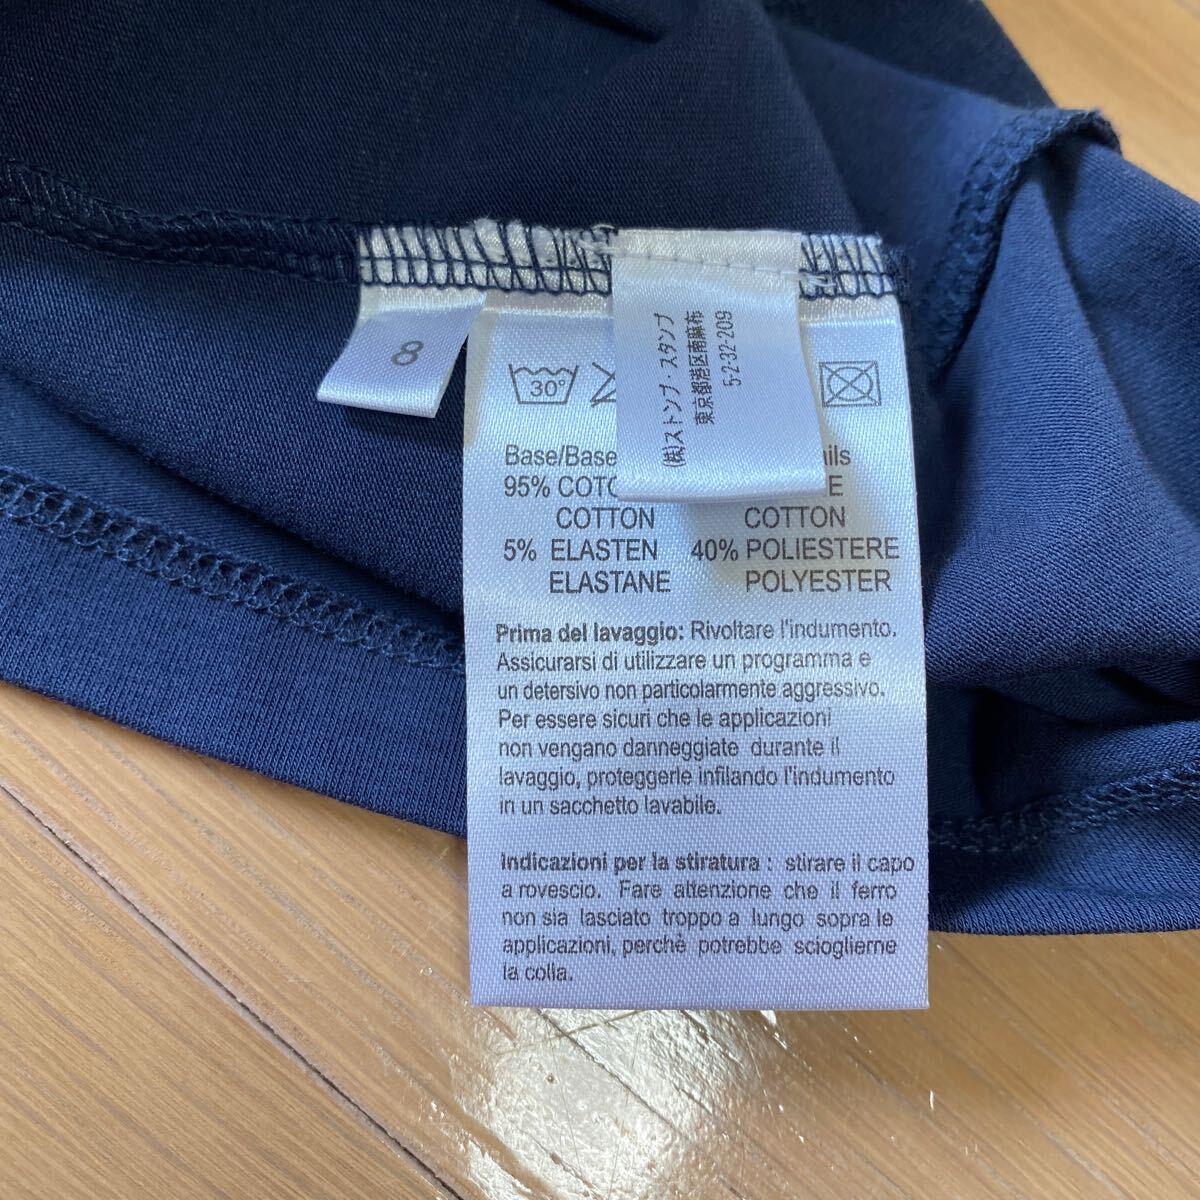 8
(株)ストンプ・スタンプ
東京都港区南麻布
5-2-32-209
30°
Base/Base
95%
COTTON COTTON
5% ELASTEN 40% POLIESTERE
ELASTANE POLYESTER
Prima del lavaggio: Rivoltare l'indumento.
Assicurarsi di utilizzare un programma e
un detersivo non particolarmente aggressivo.
Per essere sicuri che le applicazioni
non vengano danneggiate durante il
lavaggio, proteggerle infilando l'indumento
in un sacchetto lavabile.
Indicazioni per la stiratura : stirare il capo
a rovescio. Fare attenzione che il ferro
non sia lasciato troppo a lungo sopra le
applicazioni, perchè potrebbe scioglierne
la colla.